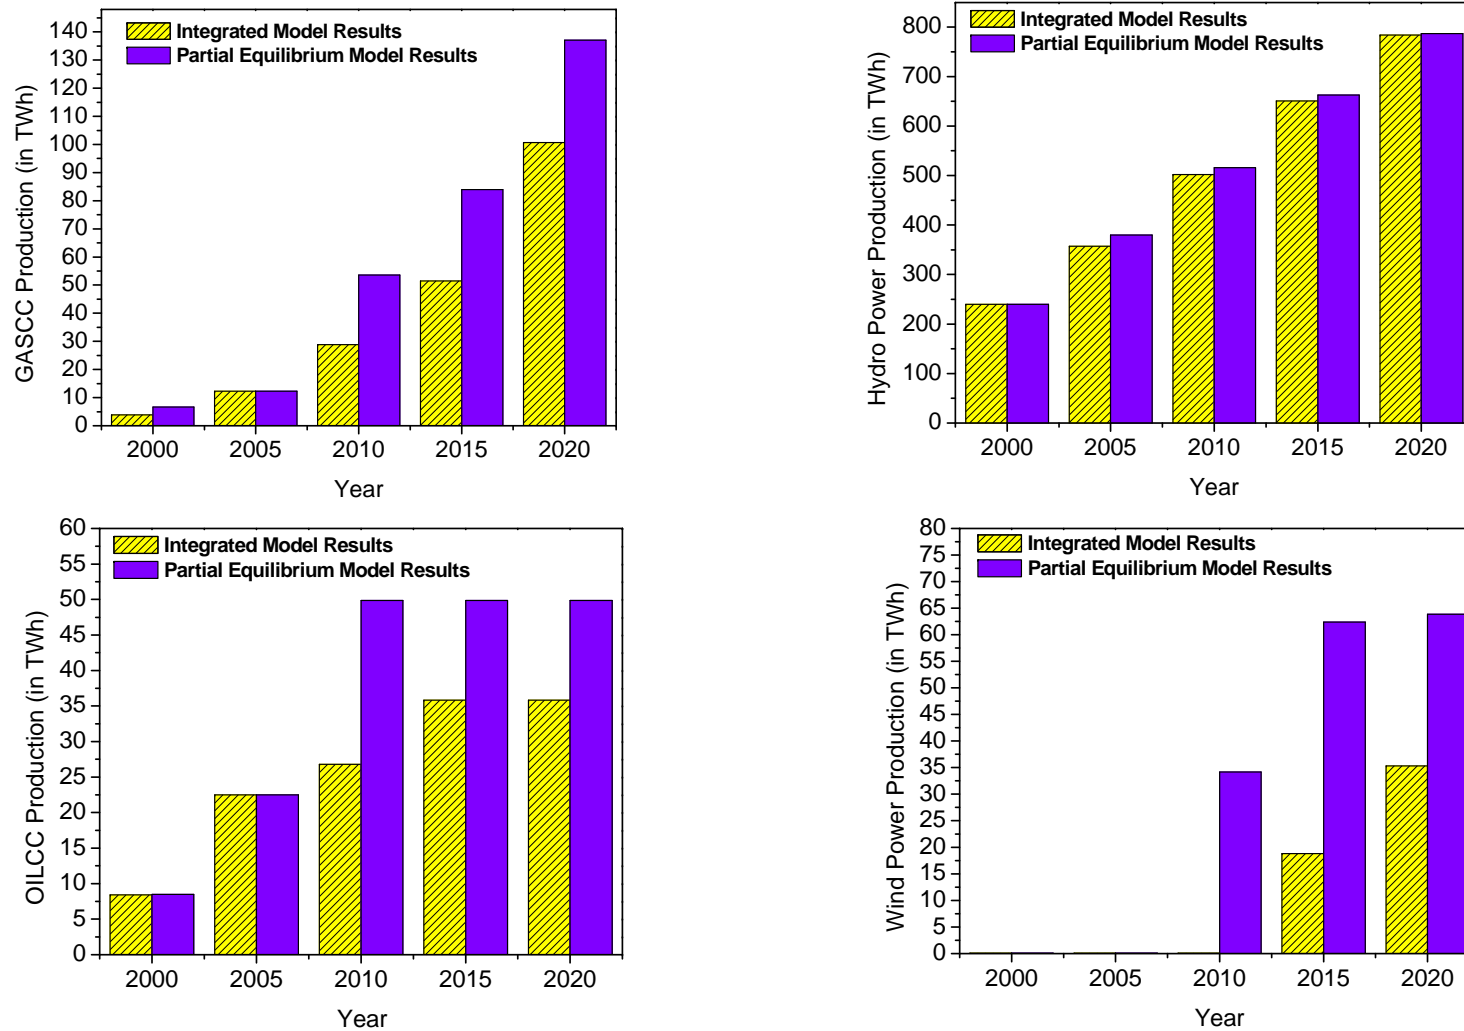 GASCC Production (in TWh)
140
130
120
110
100
90
80
70
60
50
40
30
20
10
0
Integrated Model Results
Partial Equilibrium Model Results
2000 2005 2010 2015 2020
Year
Hydro Power Production (in TWh)
800
700
600
500
400
300
200
100
0
Integrated Model Results
Partial Equilibrium Model Results
2000 2005 2010 2015 2020
Year
OILCC Production (in TWh)
60
55
50
45
40
35
30
25
20
15
10
5
0
Integrated Model Results
Partial Equilibrium Model Results
2000 2005 2010 2015 2020
Year
Wind Power Production (in TWh)
80
75
70
65
60
55
50
45
40
35
30
25
20
15
10
5
0
Integrated Model Results
Partial Equilibrium Model Results
2000 2005 2010 2015 2020
Year